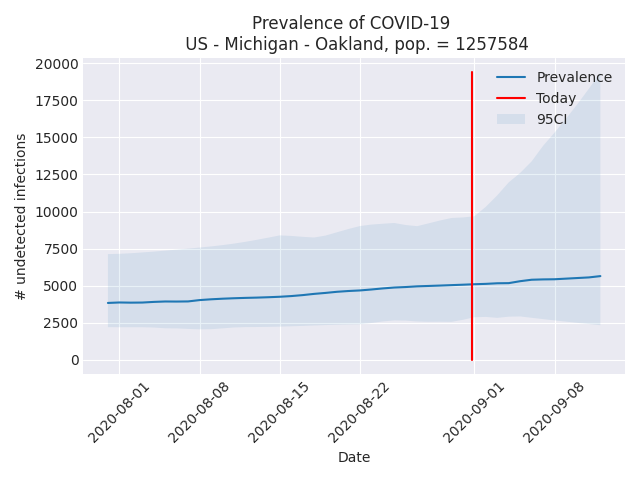 Prevalence of COVID-19
US - Michigan - Oakland, pop. = 1257584
Prevalence
Today
95CI
# undetected infections
20000
17500
15000
12500
10000
7500
5000
2500
0
2020-08-01
2020-08-08
2020-08-15
2020-08-22
2020-09-01
2020-09-08
Date